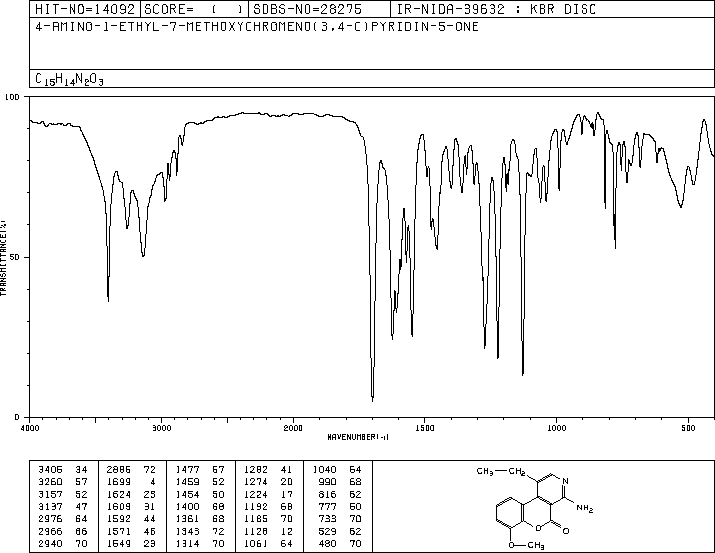 HIT-NO=14092 SCORE= ( ) SDBS-NO=28275 IR-NIDA-39632 : KBR DISC
4-AMINO-1-ETHYL-7-METHOXYCHROMENO(3,4-C)PYRIDIN-5-ONE
C15H14N2O3
100
50
0
TRANSMITTANCE(%)
4000 3000 2000 1500 1000 500
WAVENUMBER(-1)
3405 34 2886 72 1477 67 1282 41 1040 64
3260 57 1699 4 1459 52 1274 20 990 68
3157 52 1624 23 1454 50 1224 17 816 62
3137 47 1609 31 1400 68 1192 68 777 50
2976 64 1592 44 1361 68 1185 70 733 70
2966 66 1571 46 1343 72 1128 12 529 62
2940 70 1549 23 1314 70 1061 64 480 70
CH3 CH2
N
NH2
O O
O CH3